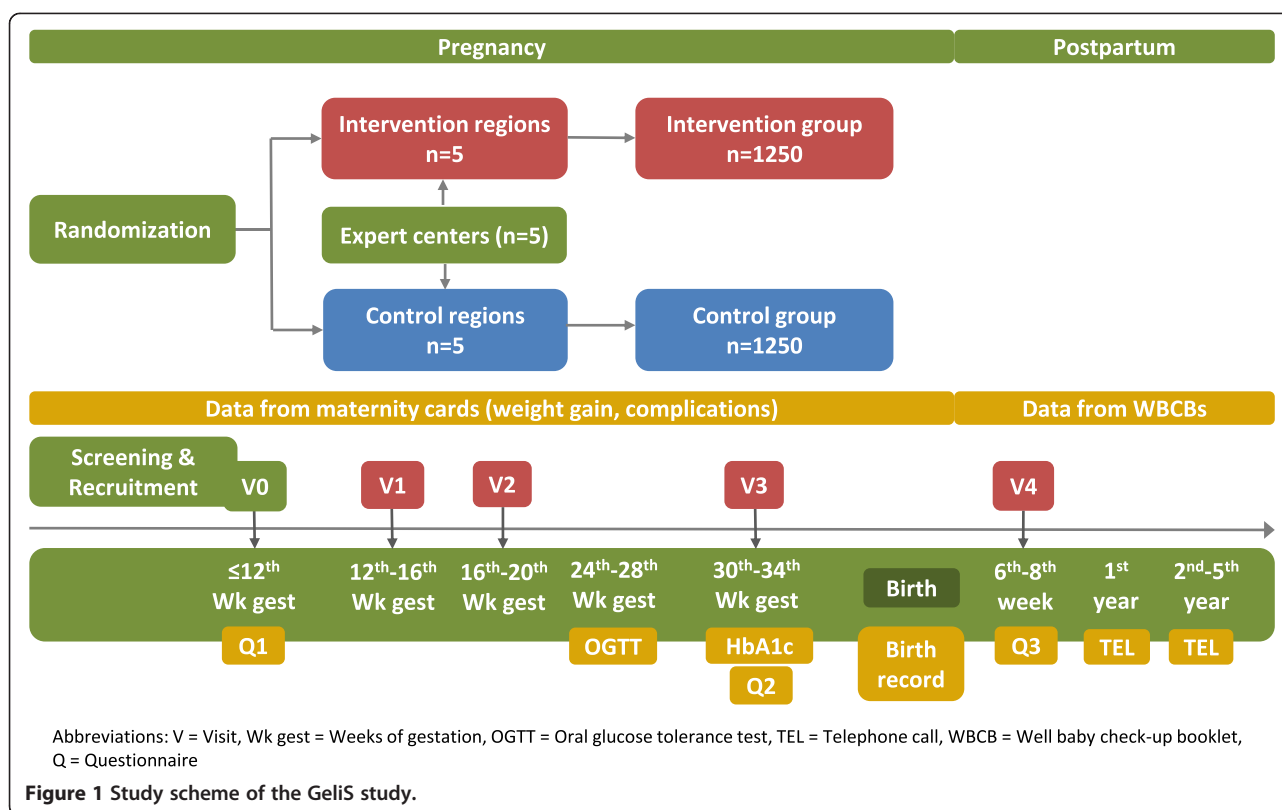 Pregnancy
Postpartum
Intervention regions
n=5
Intervention group
n=1250
Randomization
Expert centers (n=5)
Control regions
n=5
Control group
n=1250
Data from maternity cards (weight gain, complications)
Data from WBCBs
Screening &
Recruitment
V0
V1
V2
V3
V4
≤12th
Wk gest
12th-16th
Wk gest
16th-20th
Wk gest
24th-28th
Wk gest
30th-34th
Wk gest
Birth
6th-8th
week
1st
year
2nd-5th
year
Q1
OGTT
HbA1c
Q2
Birth
record
Q3
TEL
TEL
Abbreviations: V = Visit, Wk gest = Weeks of gestation, OGTT = Oral glucose tolerance test, TEL = Telephone call, WBCB = Well baby check-up booklet,
Q = Questionnaire
Figure 1 Study scheme of the GeliS study.